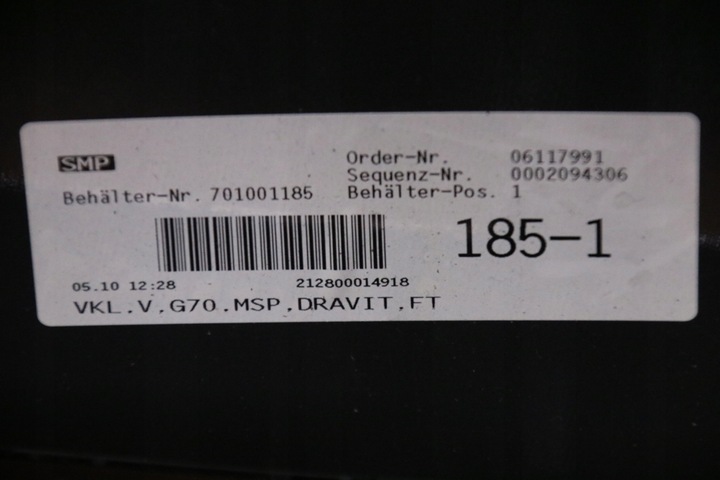 SMP
Order-Nr. 06117991
Sequenz-Nr. 0002094306
Behälter-Nr. 701001185 Behälter-Pos. 1
185-1
05.10 12:28 212800014918
VKL,V,G70,MSP,DRAVIT,FT